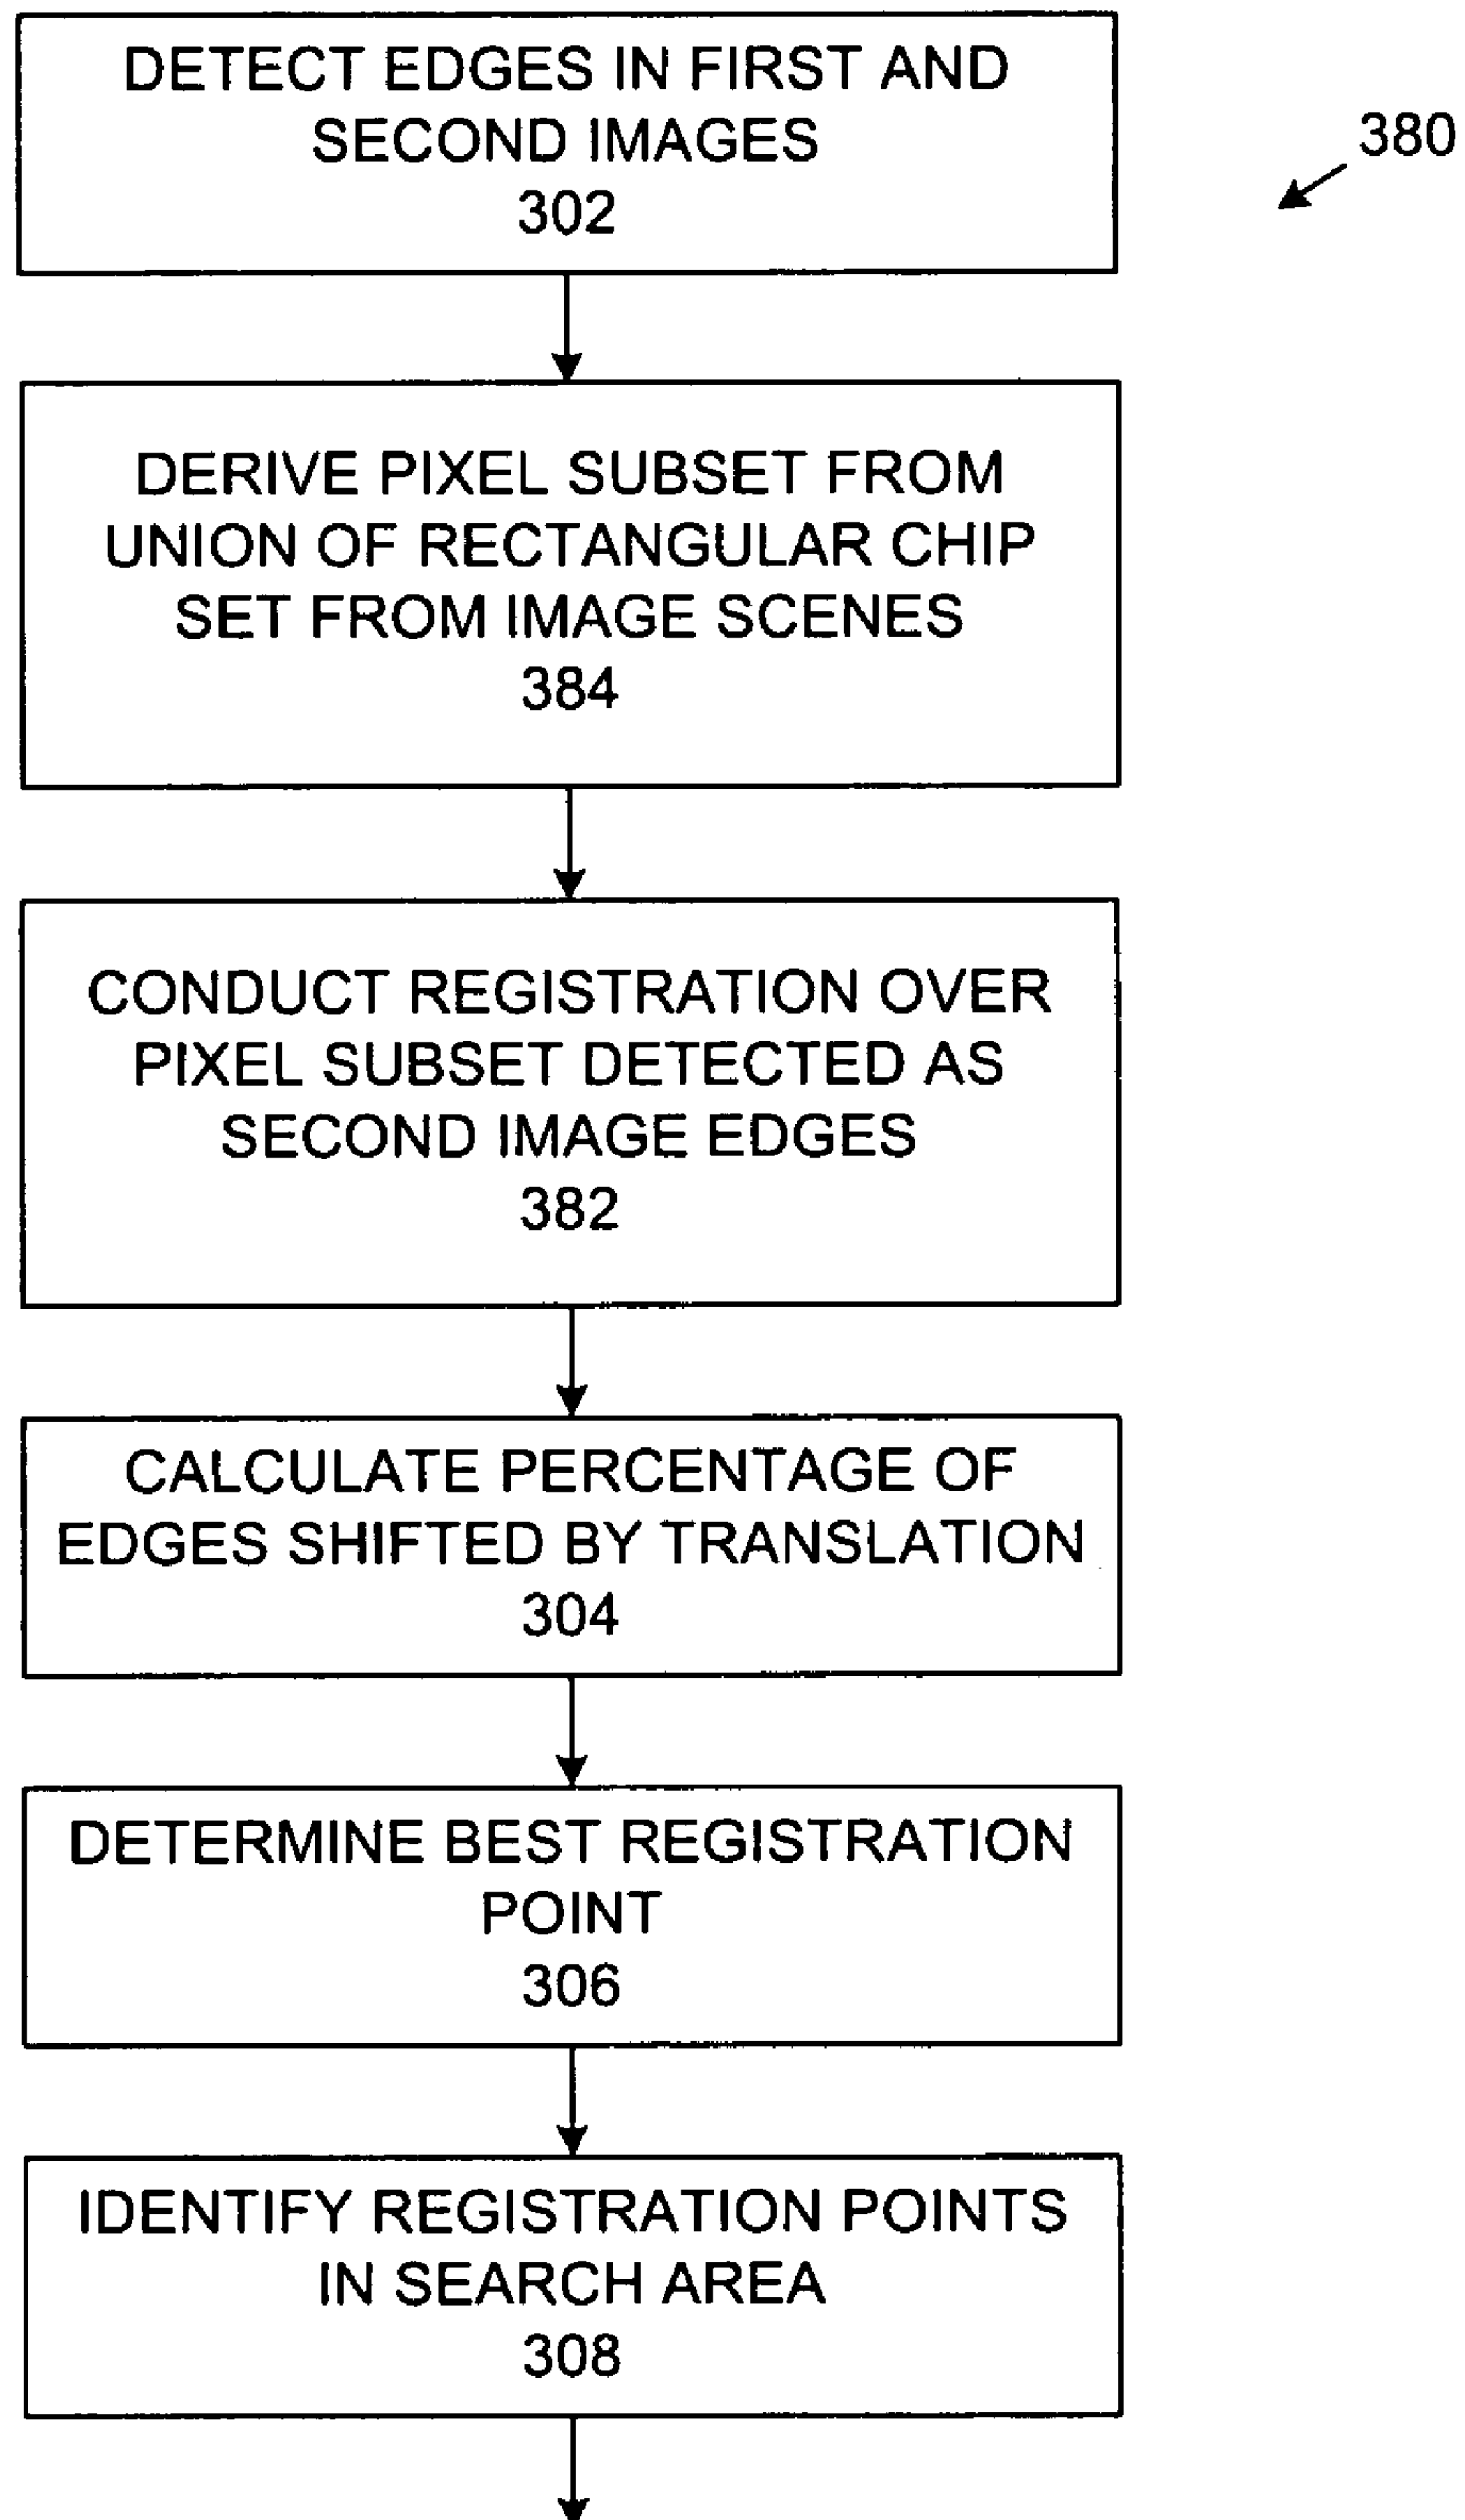 DETECT EDGES IN FIRST AND
SECOND IMAGES
302
380
DERIVE PIXEL SUBSET FROM
UNION OF RECTANGULAR CHIP
SET FROM IMAGE SCENES
384
CONDUCT REGISTRATION OVER
PIXEL SUBSET DETECTED AS
SECOND IMAGE EDGES
382
CALCULATE PERCENTAGE OF
EDGES SHIFTED BY TRANSLATION
304
DETERMINE BEST REGISTRATION
POINT
306
IDENTIFY REGISTRATION POINTS
IN SEARCH AREA
308